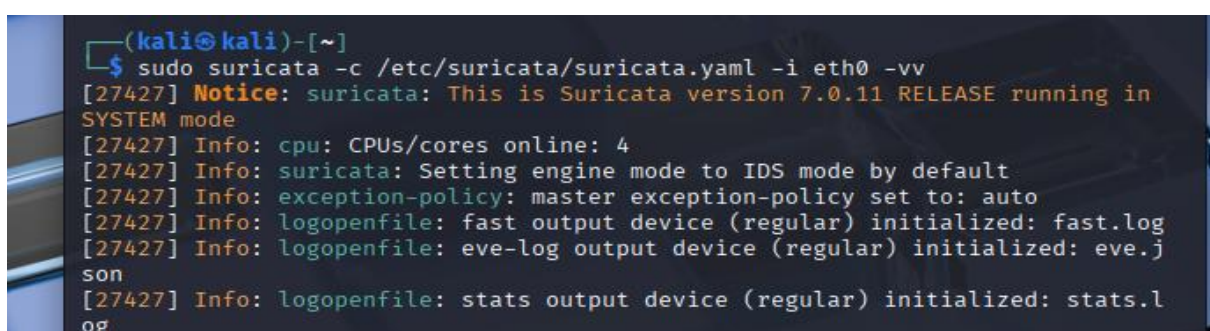 ┌──(kali㉿kali)-[~]
└─$ sudo suricata -c /etc/suricata/suricata.yaml -i eth0 -vv
[27427] Notice: suricata: This is Suricata version 7.0.11 RELEASE running in
SYSTEM mode
[27427] Info: cpu: CPUs/cores online: 4
[27427] Info: suricata: Setting engine mode to IDS mode by default
[27427] Info: exception-policy: master exception-policy set to: auto
[27427] Info: logopenfile: fast output device (regular) initialized: fast.log
[27427] Info: logopenfile: eve-log output device (regular) initialized: eve.j
son
[27427] Info: logopenfile: stats output device (regular) initialized: stats.l
og